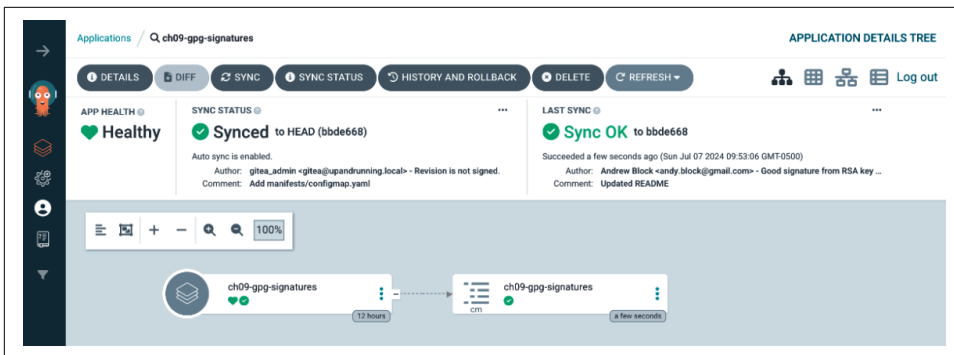 Applications / ch09-gpg-signatures
APPLICATION DETAILS TREE
DETAILS DIFF SYNC SYNC STATUS HISTORY AND ROLLBACK DELETE REFRESH Log out
APP HEALTH
Healthy
SYNC STATUS
Synced to HEAD (bbde668)
Auto sync is enabled.
Author: gitea_admin <gitea@upandrunning.local> - Revision is not signed.
Comment: Add manifests/configmap.yaml
LAST SYNC
Sync OK to bbde668
Succeeded a few seconds ago (Sun Jul 07 2024 09:53:06 GMT-0500)
Author: Andrew Block <andy.block@gmail.com> - Good signature from RSA key ...
Comment: Updated README
100%
ch09-gpg-signatures
12 hours
cm
ch09-gpg-signatures
a few seconds